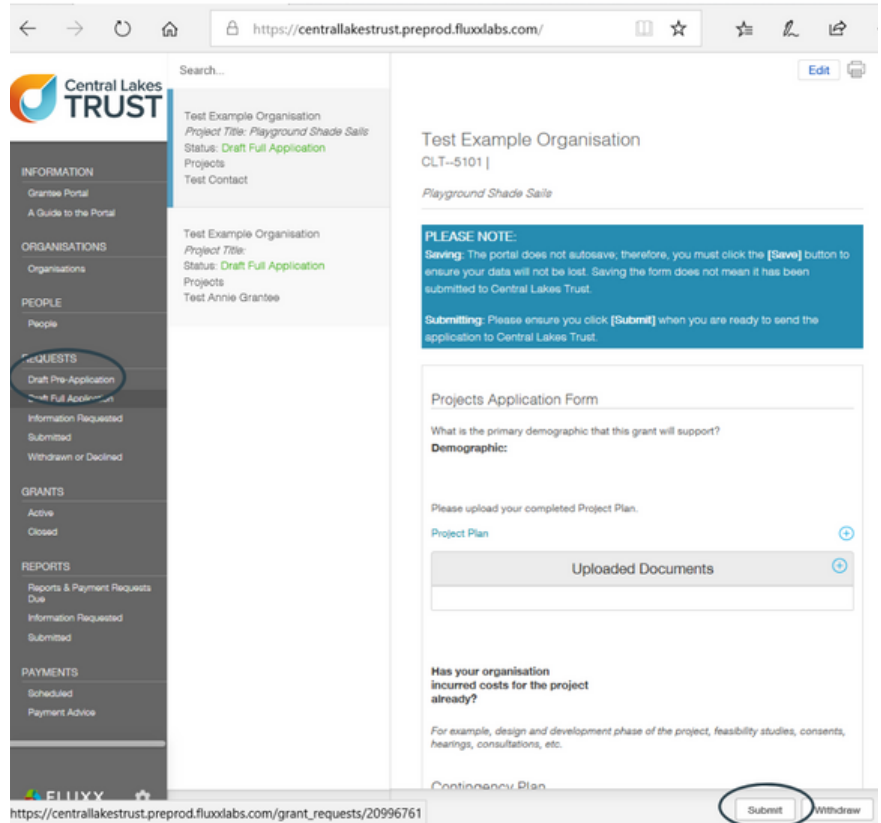 https://centrallakestrust.preprod.fluxxlabs.com/
Central Lakes
TRUST
INFORMATION
Grantee Portal
A Guide to the Portal
ORGANISATIONS
Organisations
PEOPLE
People
REQUESTS
Draft Pre-Application
Draft Full Application
Information Requested
Submitted
Withdrawn or Declined
GRANTS
Active
Closed
REPORTS
Reports & Payment Requests
Due
Information Requested
Submitted
PAYMENTS
Scheduled
Payment Advice
FLUXX
Search...
Test Example Organisation
Project Title: Playground Shade Sails
Status: Draft Full Application
Projects
Test Contact
Test Example Organisation
Project Title:
Status: Draft Full Application
Projects
Test Annie Grantee
Edit
Test Example Organisation
CLT--5101 |
Playground Shade Sails
PLEASE NOTE:
Saving: The portal does not autosave; therefore, you must click the [Save] button to
ensure your data will not be lost. Saving the form does not mean it has been
submitted to Central Lakes Trust.
Submitting: Please ensure you click [Submit] when you are ready to send the
application to Central Lakes Trust.
Projects Application Form
What is the primary demographic that this grant will support?
Demographic:
Please upload your completed Project Plan.
Project Plan
Uploaded Documents
Has your organisation
incurred costs for the project
already?
For example, design and development phase of the project, feasibility studies, consents,
hearings, consultations, etc.
Contingency Plan
Submit
Withdraw
https://centrallakestrust.preprod.fluxxlabs.com/grant_requests/20996761